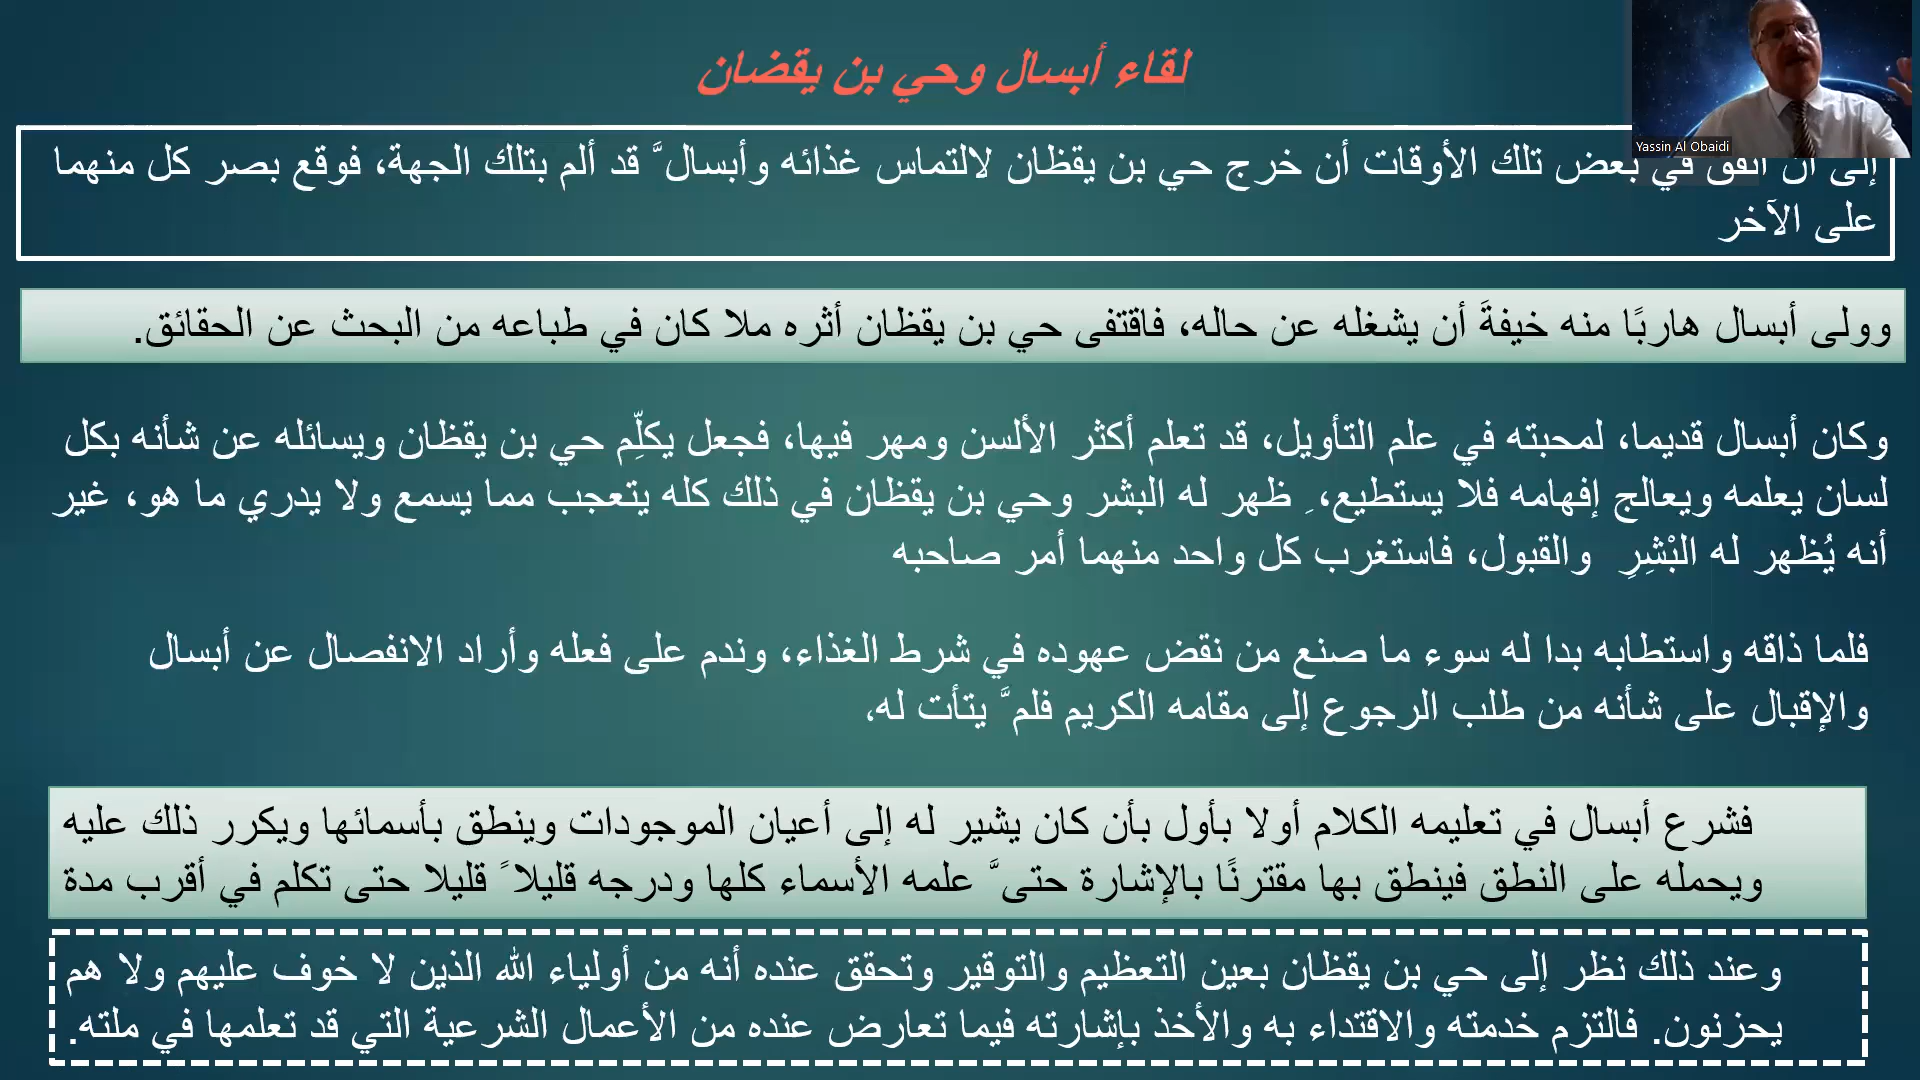 لقاء أبسال وحي بن يقضان
Yassin Al Obaidi
إلى أن اتفق في بعض تلك الأوقات أن خرج حي بن يقظان لالتماس غذائه وأبسال َّ قد ألم بتلك الجهة، فوقع بصر كل منهما
على الآخر
وولى أبسال هاربًا منه خيفةَ أن يشغله عن حاله، فاقتفى حي بن يقظان أثره ملا كان في طباعه من البحث عن الحقائق.
وكان أبسال قديما، لمحبته في علم التأويل، قد تعلم أكثر الألسن ومهر فيها، فجعل يكلِّم حي بن يقظان ويسائله عن شأنه بكل
لسان يعلمه ويعالج إفهامه فلا يستطيع، ِ ظهر له البشر وحي بن يقظان في ذلك كله يتعجب مما يسمع ولا يدري ما هو، غير
أنه يُظهر له البْشِرِ والقبول، فاستغرب كل واحد منهما أمر صاحبه
فلما ذاقه واستطابه بدا له سوء ما صنع من نقض عهوده في شرط الغذاء، وندم على فعله وأراد الانفصال عن أبسال
والإقبال على شأنه من طلب الرجوع إلى مقامه الكريم فلم َّ يتأت له،
فشرع أبسال في تعليمه الكلام أولا بأول بأن كان يشير له إلى أعيان الموجودات وينطق بأسمائها ويكرر ذلك عليه
ويحمله على النطق فينطق بها مقترنًا بالإشارة حتى َّ علمه الأسماء كلها ودرجه قليلا ً قليلا حتى تكلم في أقرب مدة
وعند ذلك نظر إلى حي بن يقظان بعين التعظيم والتوقير وتحقق عنده أنه من أولياء الله الذين لا خوف عليهم ولا هم
يحزنون. فالتزم خدمته والاقتداء به والأخذ بإشارته فيما تعارض عنده من الأعمال الشرعية التي قد تعلمها في ملته.